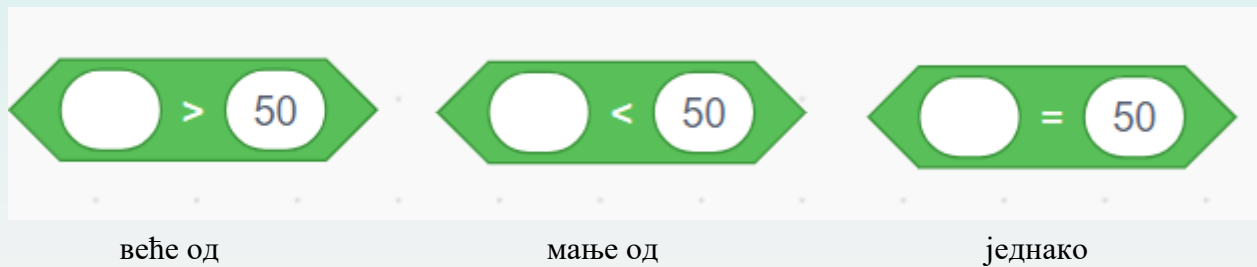 > 50 < 50 = 50
веће од мање од једнако